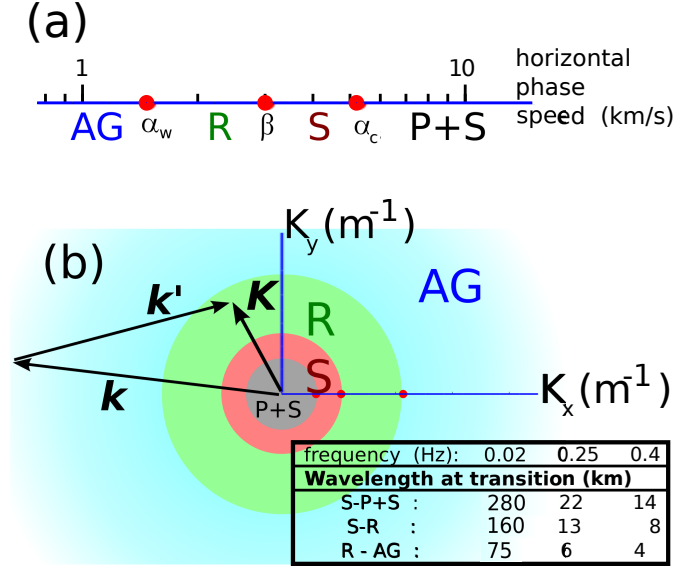 (a)
1 10
horizontal
phase
speed (km/s)
AG αw R β S αc P+S
(b)
Ky (m-1)
AG
k' K R
S
k P+S
Kx (m-1)
frequency (Hz): 0.02 0.25 0.4
Wavelength at transition (km)
S-P+S : 280 22 14
S-R : 160 13 8
R - AG : 75 6 4